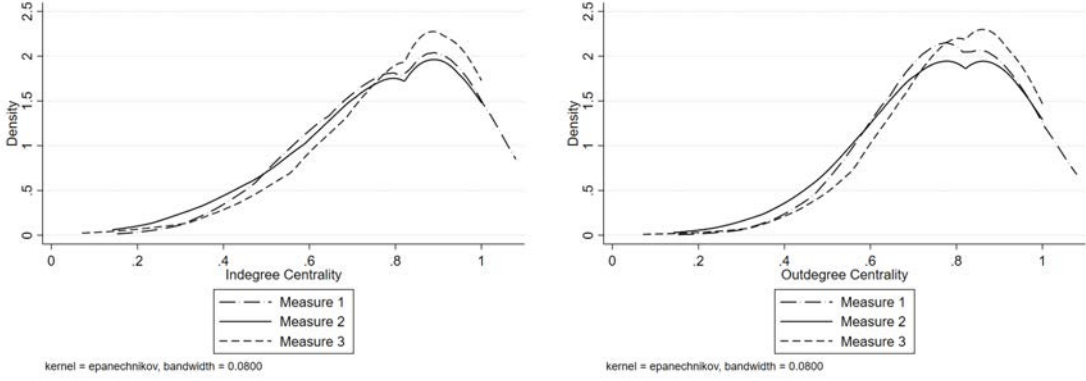 2.5
2
1.5
1
.5
0
Density
0 .2 .4 .6 .8 1
Indegree Centrality
Measure 1
Measure 2
Measure 3
kernel = epanechnikov, bandwidth = 0.0800
2.5
2
1.5
1
.5
0
Density
0 .2 .4 .6 .8 1
Outdegree Centrality
Measure 1
Measure 2
Measure 3
kernel = epanechnikov, bandwidth = 0.0800